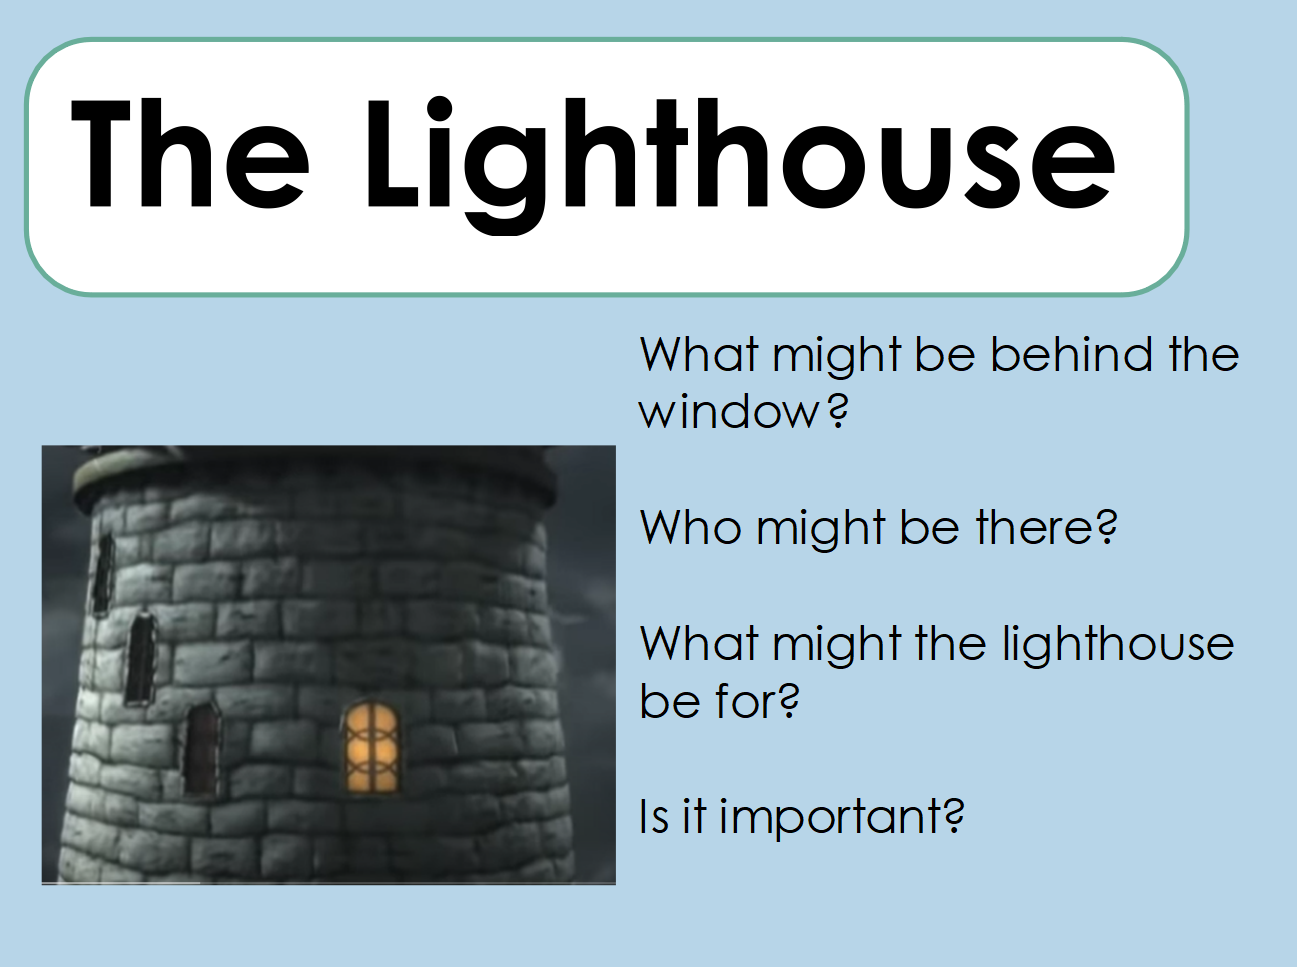 The Lighthouse
What might be behind the
window?
Who might be there?
What might the lighthouse
be for?
Is it important?